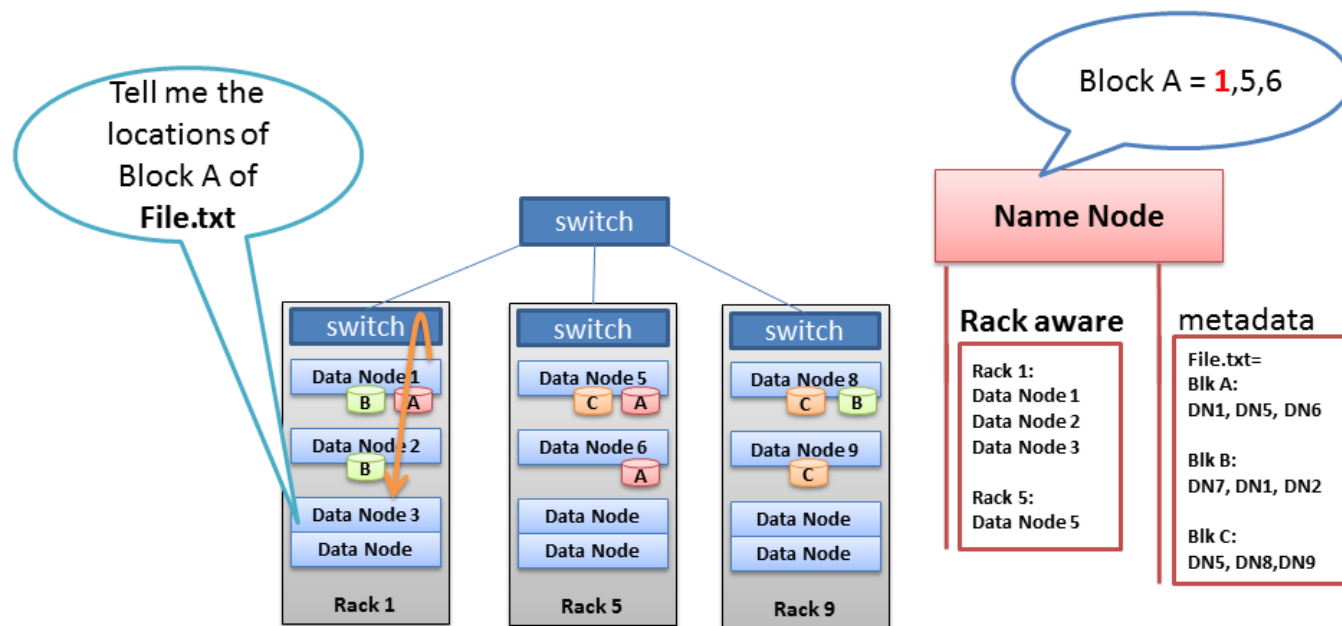 Tell me the
locations of
Block A of
File.txt
Block A = 1,5,6
Name Node
switch
switch
Data Node 1
B
A
Data Node 2
B
Data Node 3
Data Node
Rack 1
switch
Data Node 5
C
A
Data Node 6
A
Data Node
Data Node
Rack 5
switch
Data Node 8
C
B
Data Node 9
C
Data Node
Data Node
Rack 9
Rack aware
Rack 1:
Data Node 1
Data Node 2
Data Node 3
Rack 5:
Data Node 5
metadata
File.txt=
Blk A:
DN1, DN5, DN6
Blk B:
DN7, DN1, DN2
Blk C:
DN5, DN8,DN9